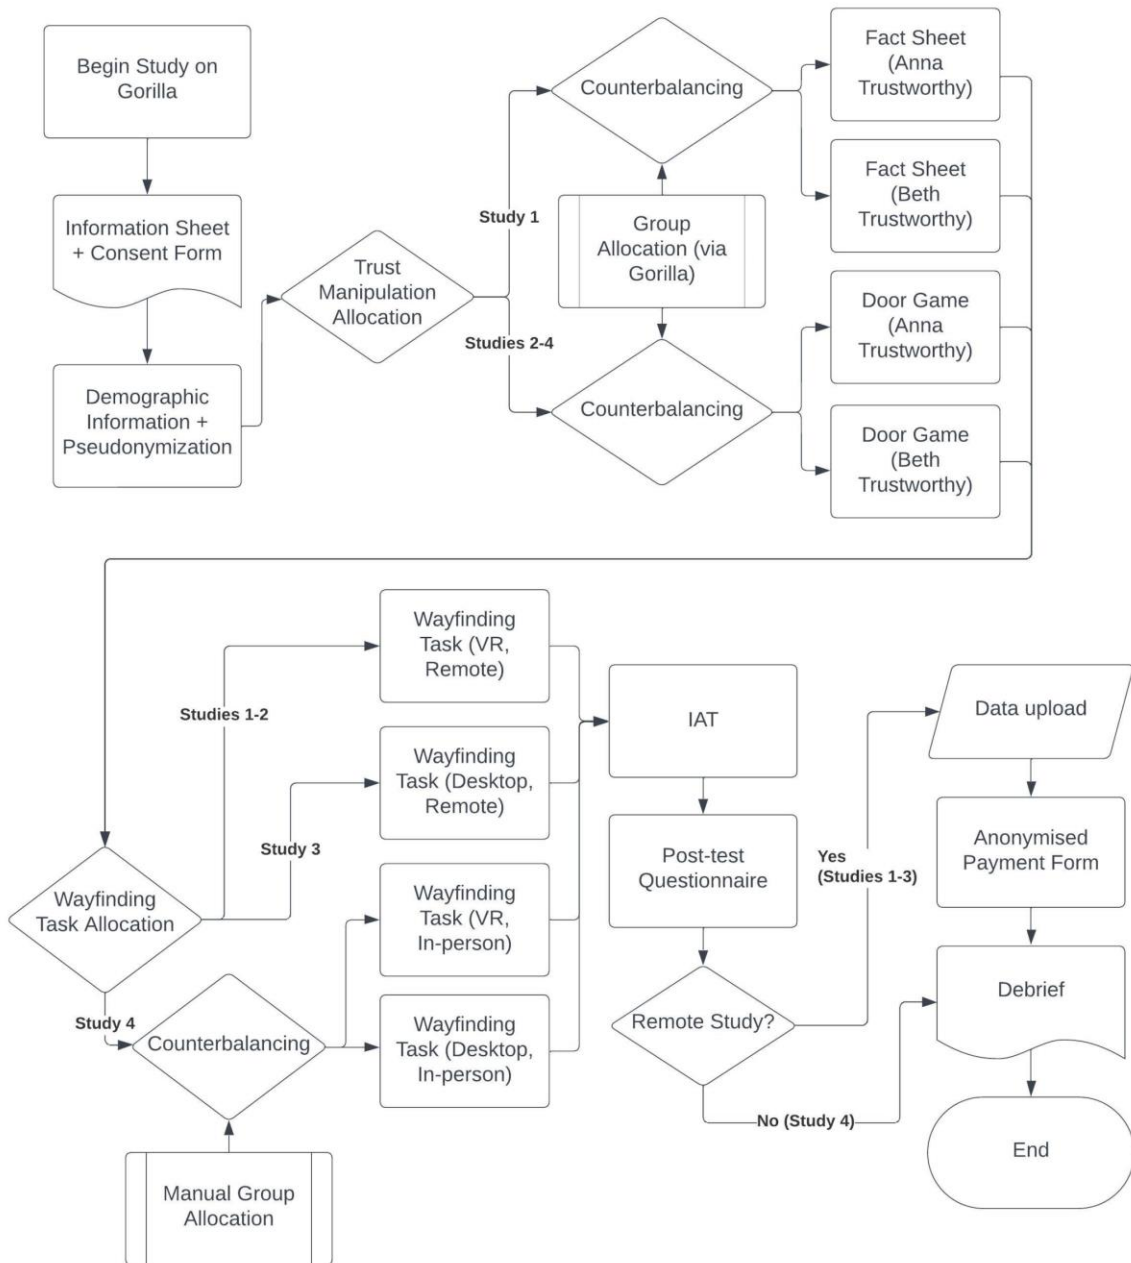 Begin Study on
Gorilla
Information Sheet
+ Consent Form
Demographic
Information +
Pseudonymization
Trust
Manipulation
Allocation
Study 1
Studies 2-4
Counterbalancing
Group
Allocation (via
Gorilla)
Counterbalancing
Fact Sheet
(Anna
Trustworthy)
Fact Sheet
(Beth
Trustworthy)
Door Game
(Anna
Trustworthy)
Door Game
(Beth
Trustworthy)
Wayfinding
Task Allocation
Studies 1-2
Study 3
Study 4
Counterbalancing
Manual Group
Allocation
Wayfinding
Task (VR,
Remote)
Wayfinding
Task (Desktop,
Remote)
Wayfinding
Task (VR,
In-person)
Wayfinding
Task (Desktop,
In-person)
IAT
Post-test
Questionnaire
Remote Study?
Yes
(Studies 1-3)
No (Study 4)
Data upload
Anonymised
Payment Form
Debrief
End